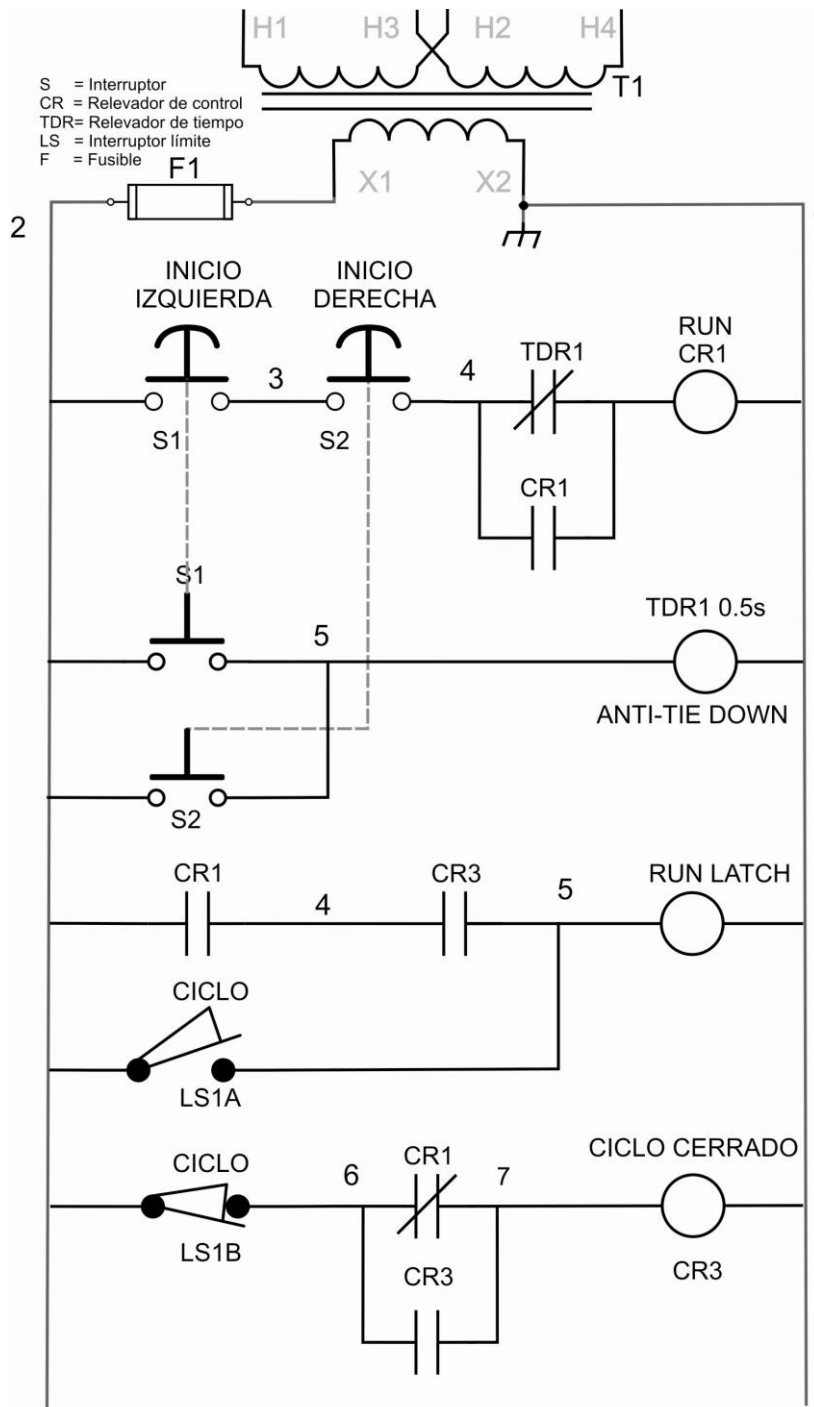 H1 H3 H2 H4
T1
S = Interruptor
CR = Relevador de control
TDR= Relevador de tiempo
LS = Interruptor límite
F = Fusible
F1
X1 X2
2
INICIO
IZQUIERDA
INICIO
DERECHA
RUN
CR1
TDR1
3
4
S1
S2
CR1
S1
5
TDR1 0.5s
ANTI-TIE DOWN
S2
CR1
CR3
RUN LATCH
4
5
CICLO
LS1A
CICLO
CR1
CICLO CERRADO
6
7
LS1B
CR3
CR3